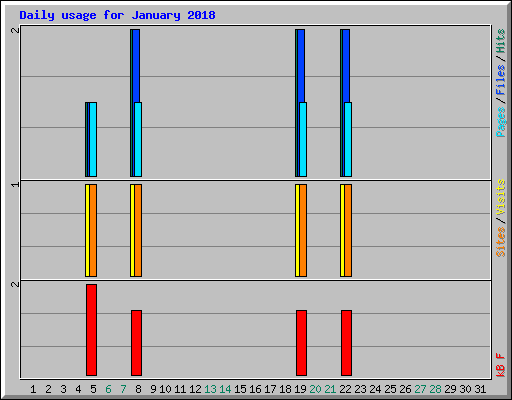 Daily usage for January 2018
2
Pages / Files / Hits
1
Sites / Visits
2
kB F
1 2 3 4 5 6 7 8 9 10 11 12 13 14 15 16 17 18 19 20 21 22 23 24 25 26 27 28 29 30 31